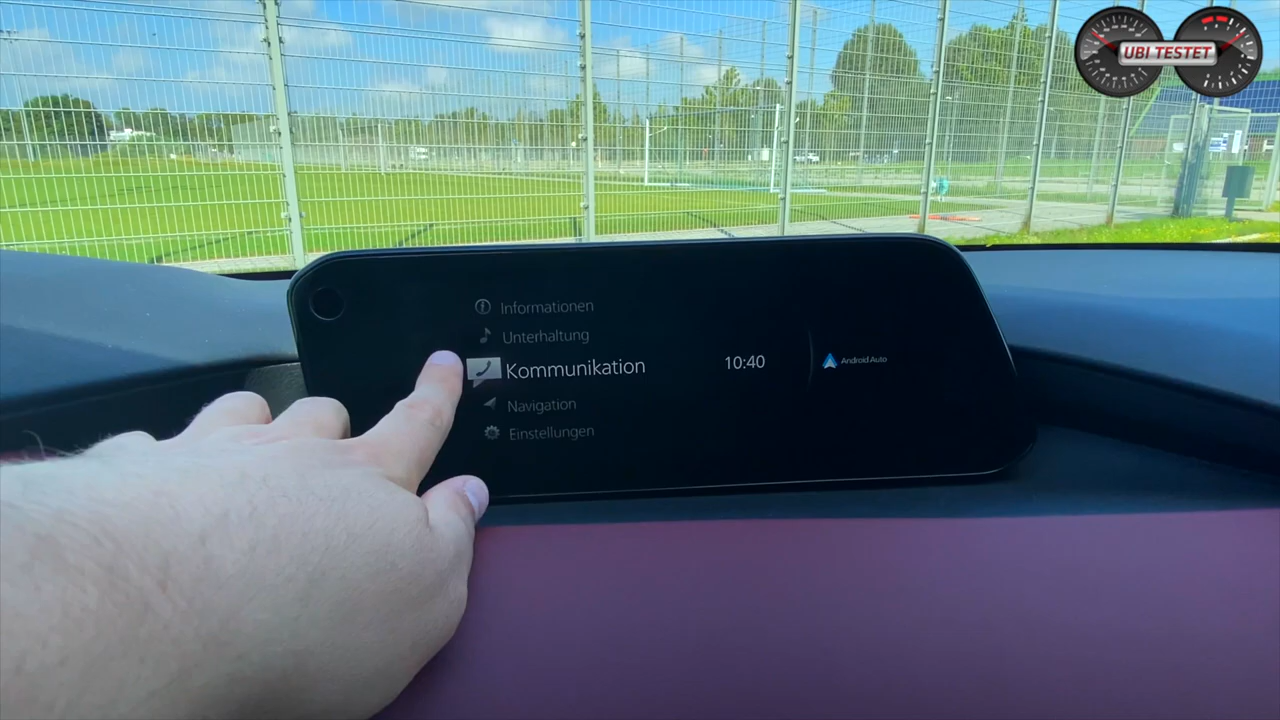 UBI TESTET
Informationen
Unterhaltung
Kommunikation
Navigation
Einstellungen
10:40
Android Auto